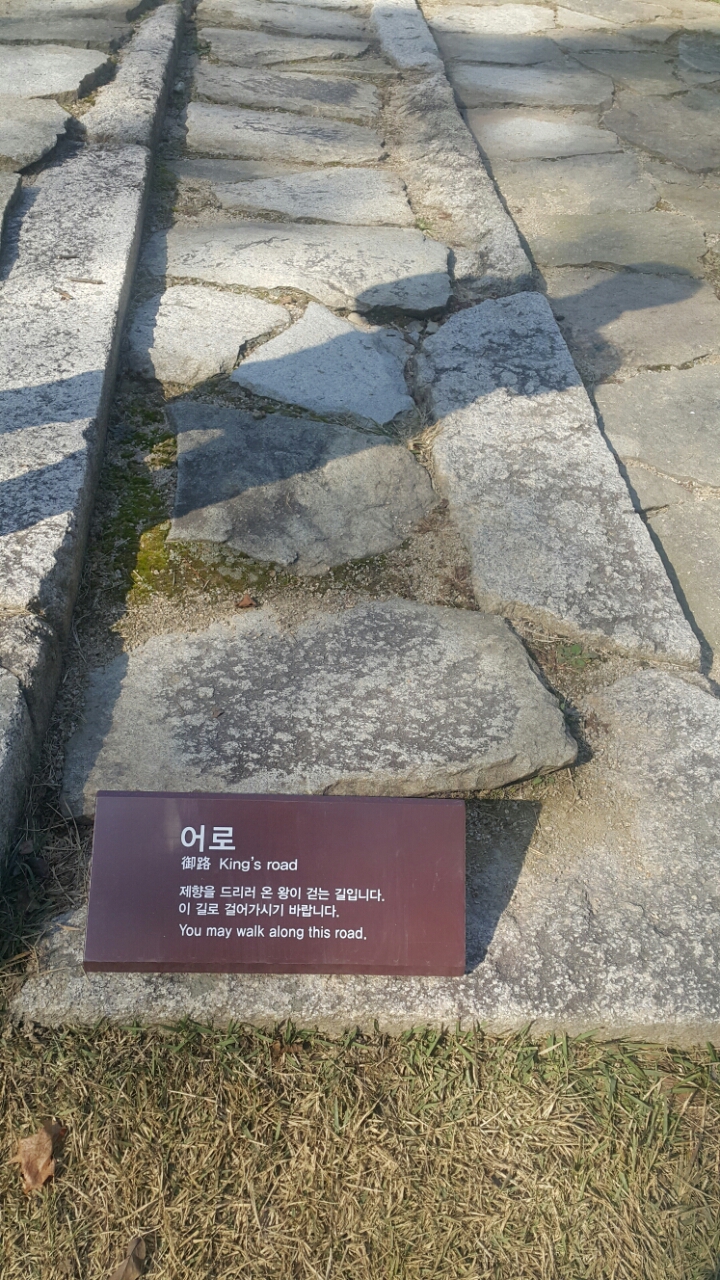 어로
御路 King's road
제향을 드리러 온 왕이 걷는 길입니다.
이 길로 걸어가시기 바랍니다.
You may walk along this road.